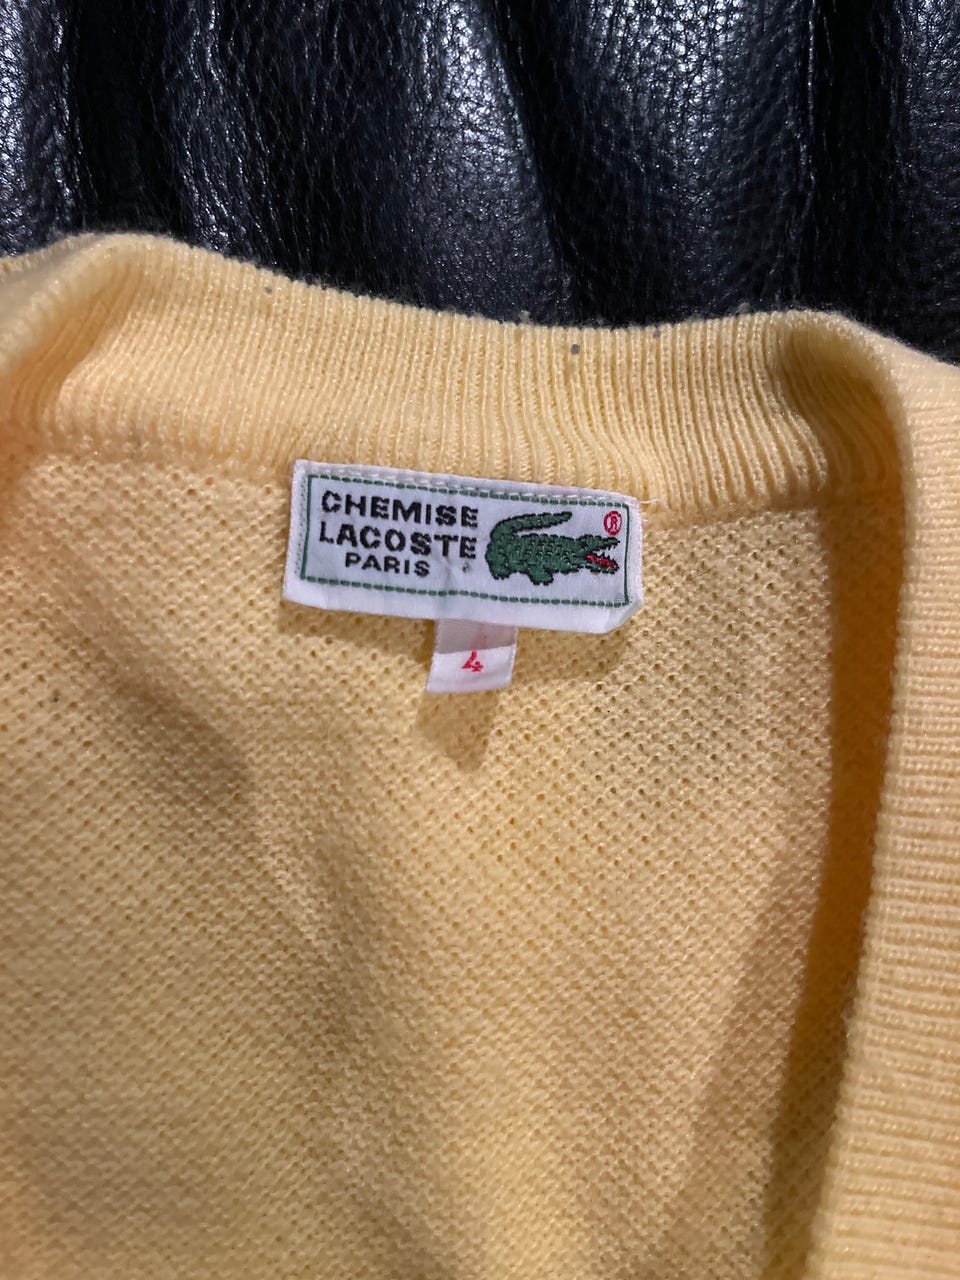 CHEMISE
LACOSTE
PARIS
®
4